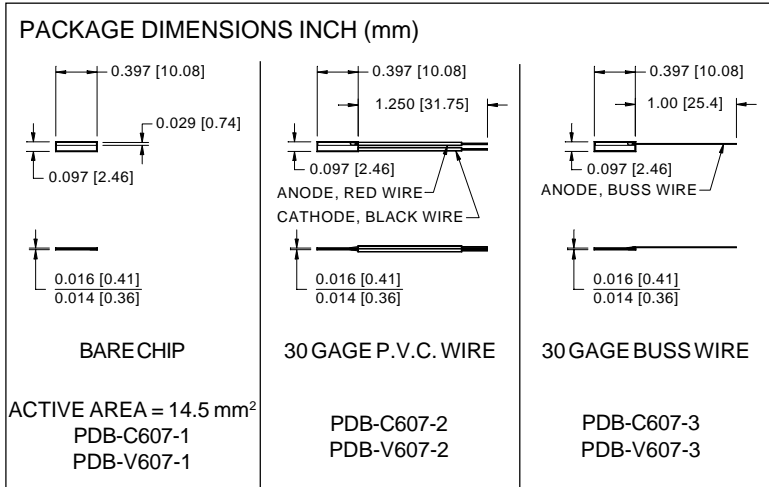 PACKAGE DIMENSIONS INCH (mm)
0.397 [10.08]
0.029 [0.74]
0.097 [2.46]
0.016 [0.41]
0.014 [0.36]
BARE CHIP
ACTIVE AREA = 14.5 mm²
PDB-C607-1
PDB-V607-1
0.397 [10.08]
1.250 [31.75]
0.097 [2.46]
ANODE, RED WIRE
CATHODE, BLACK WIRE
0.016 [0.41]
0.014 [0.36]
30 GAGE P.V.C. WIRE
PDB-C607-2
PDB-V607-2
0.397 [10.08]
1.00 [25.4]
0.097 [2.46]
ANODE, BUSS WIRE
0.016 [0.41]
0.014 [0.36]
30 GAGE BUSS WIRE
PDB-C607-3
PDB-V607-3